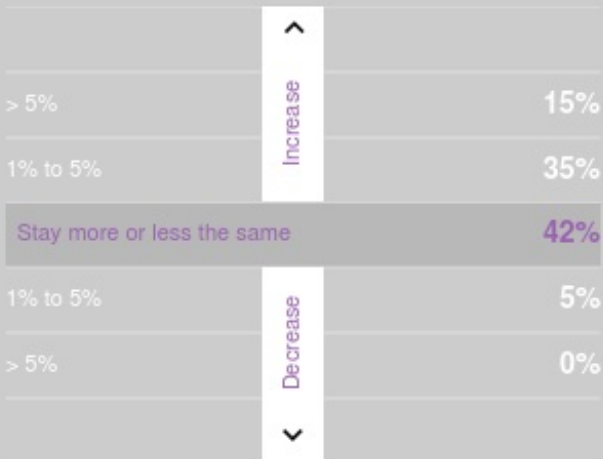 > 5%
Increase
15%
1% to 5%
35%
Stay more or less the same
42%
1% to 5%
Decrease
5%
> 5%
0%